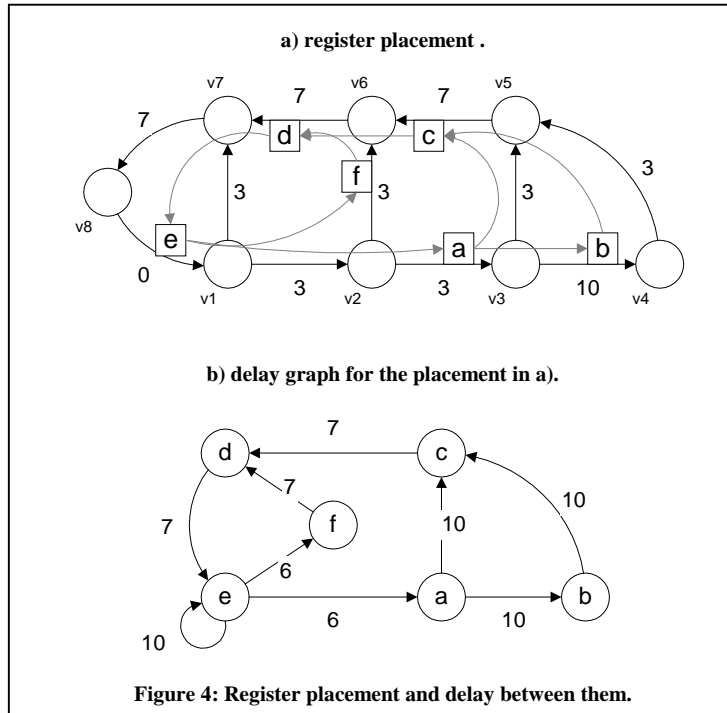 a) register placement .
v7 v6 v5
7 7 7
d c
f
3 3 3 3
v8
e a b
0
v1 3 v2 3 v3 10 v4
b) delay graph for the placement in a).
7
d c
7
f
7 10 10
6
e a b
10 6 10
Figure 4: Register placement and delay between them.